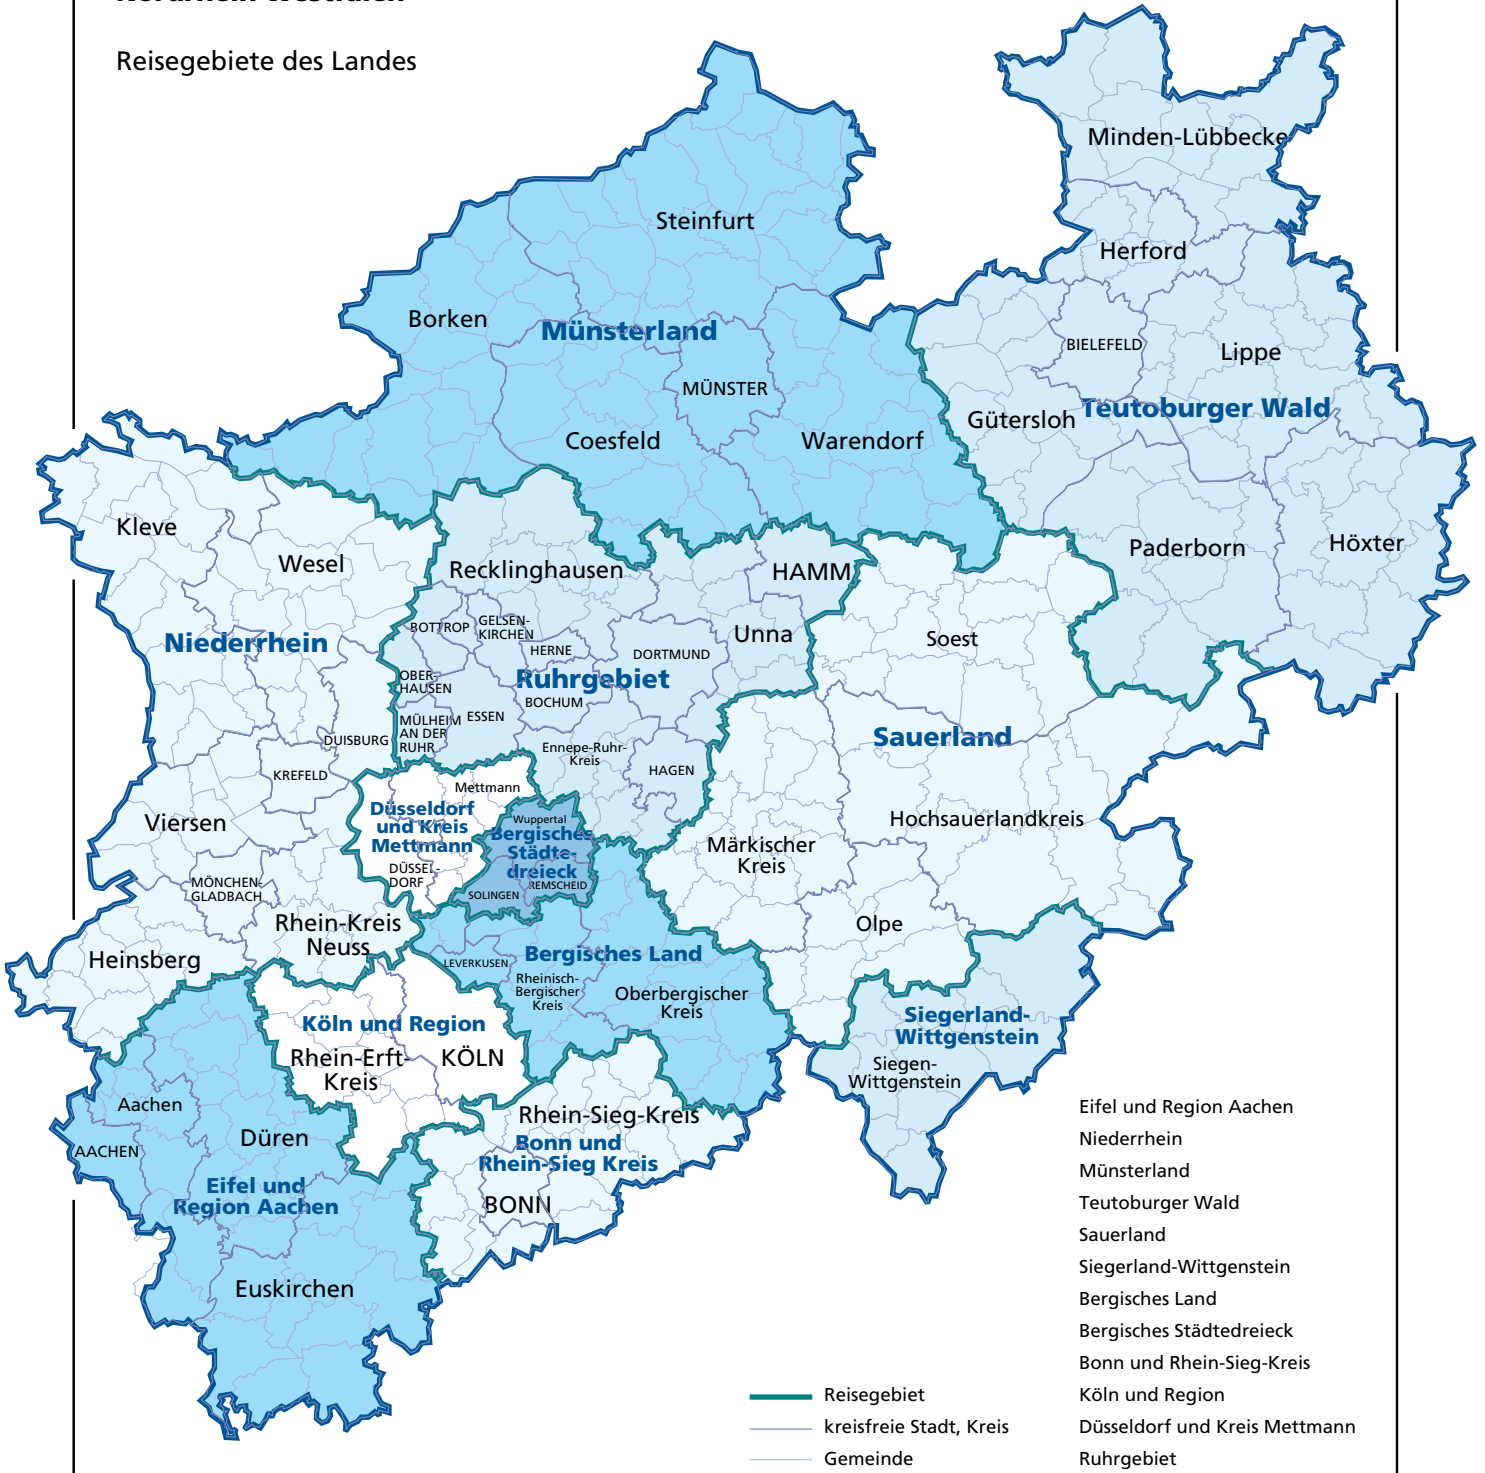 Nordrhein-Westfalen
Reisegebiete des Landes
Minden-Lübbecke
Steinfurt
Herford
Borken
Münsterland
BIELEFELD
Lippe
MÜNSTER
Teutoburger Wald
Gütersloh
Coesfeld
Warendorf
Kleve
Wesel
Recklinghausen
HAMM
Paderborn
Höxter
Niederrhein
BOTTROP
GELSEN-
KIRCHEN
HERNE
DORTMUND
Unna
Soest
OBER-
HAUSEN
Ruhrgebiet
BOCHUM
MÜLHEIM
AN DER
RUHR
ESSEN
DUISBURG
Ennepe-Ruhr-
Kreis
HAGEN
Sauerland
KREFELD
Mettmann
Düsseldorf
und Kreis
Mettmann
Wuppertal
Bergisches
Städte-
dreieck
Viersen
Hochsauerlandkreis
Märkischer
Kreis
DÜSSEL-
DORF
SOLINGEN
REMSCHEID
MÖNCHEN-
GLADBACH
Rhein-Kreis
Neuss
Olpe
Heinsberg
LEVERKUSEN
Bergisches Land
Rheinisch-
Bergischer
Kreis
Oberbergischer
Kreis
Köln und Region
Siegerland-
Wittgenstein
Rhein-Erft-
Kreis
KÖLN
Siegen-
Wittgenstein
Aachen
Rhein-Sieg-Kreis
Düren
AACHEN
Bonn und
Rhein-Sieg Kreis
Eifel und
Region Aachen
BONN
Euskirchen
Eifel und Region Aachen
Niederrhein
Münsterland
Teutoburger Wald
Sauerland
Siegerland-Wittgenstein
Bergisches Land
Bergisches Städtedreieck
Bonn und Rhein-Sieg-Kreis
Köln und Region
Düsseldorf und Kreis Mettmann
Ruhrgebiet
Reisegebiet
kreisfreie Stadt, Kreis
Gemeinde